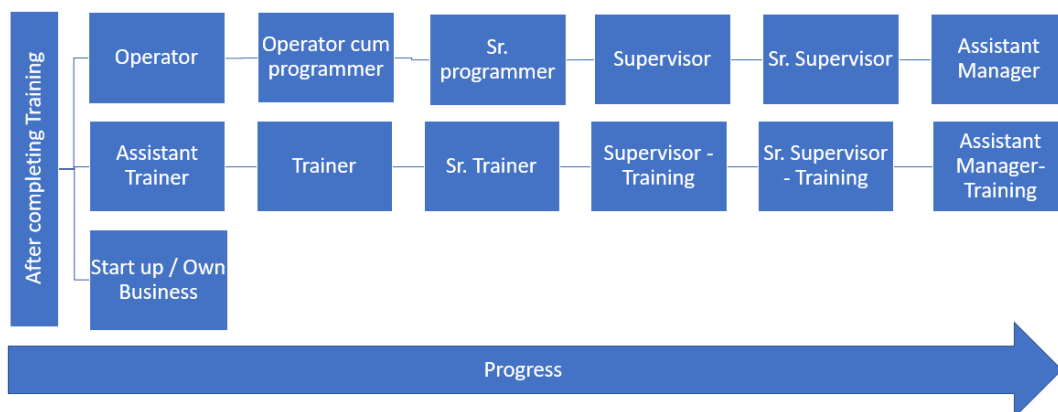 After completing Training
Operator
Operator cum
programmer
Sr.
programmer
Supervisor
Sr. Supervisor
Assistant
Manager
Assistant
Trainer
Trainer
Sr. Trainer
Supervisor -
Training
Sr. Supervisor
- Training
Assistant
Manager-
Training
Start up / Own
Business
Progress